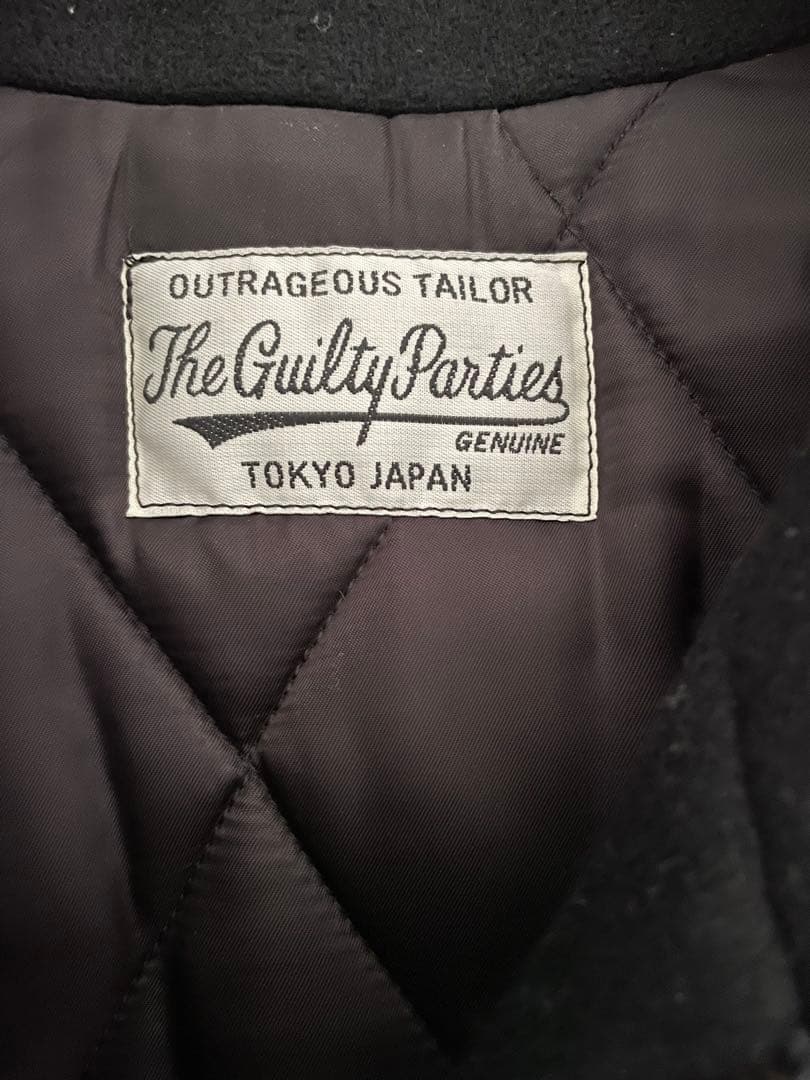 OUTRAGEOUS TAILOR
The Guilty Parties
GENUINE
TOKYO JAPAN